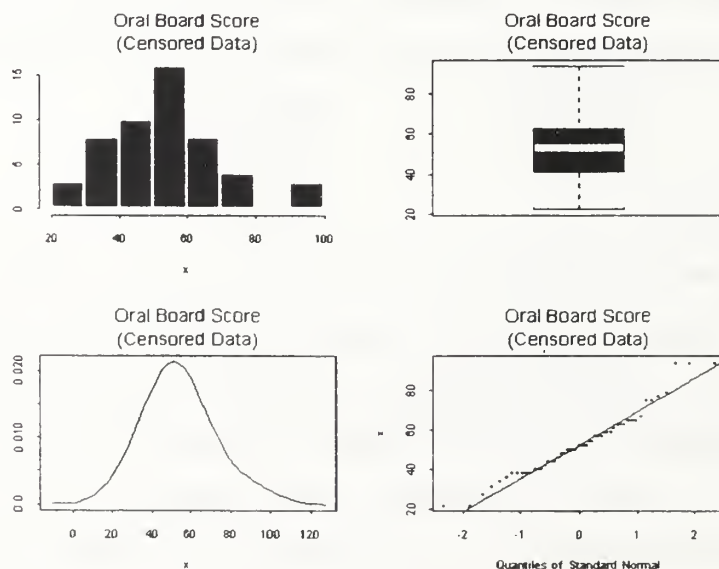 Oral Board Score
(Censored Data)
0 5 10 15
20 40 60 80 100
x
Oral Board Score
(Censored Data)
20 40 60 80
Oral Board Score
(Censored Data)
0.0 0.010 0.020
0 20 40 60 80 100 120
x
Oral Board Score
(Censored Data)
x
20 40 60 80
-2 -1 0 1 2
Quantiles of Standard Normal